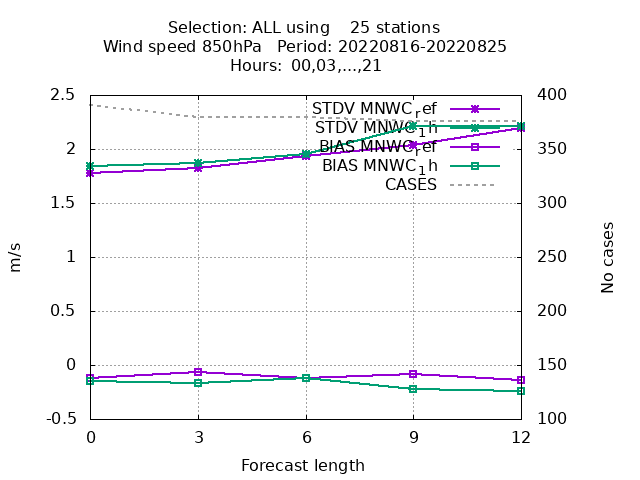 Selection: ALL using    25 stations
Wind speed 850hPa   Period: 20220816-20220825
Hours:  00,03,...,21
2.5
2
1.5
1
0.5
0
-0.5
400
350
300
250
200
150
100
STDV MNWC_ref
STDV MNWC_1h
BIAS MNWC_ref
BIAS MNWC_1h
CASES
m/s
No cases
0
3
6
9
12
Forecast length